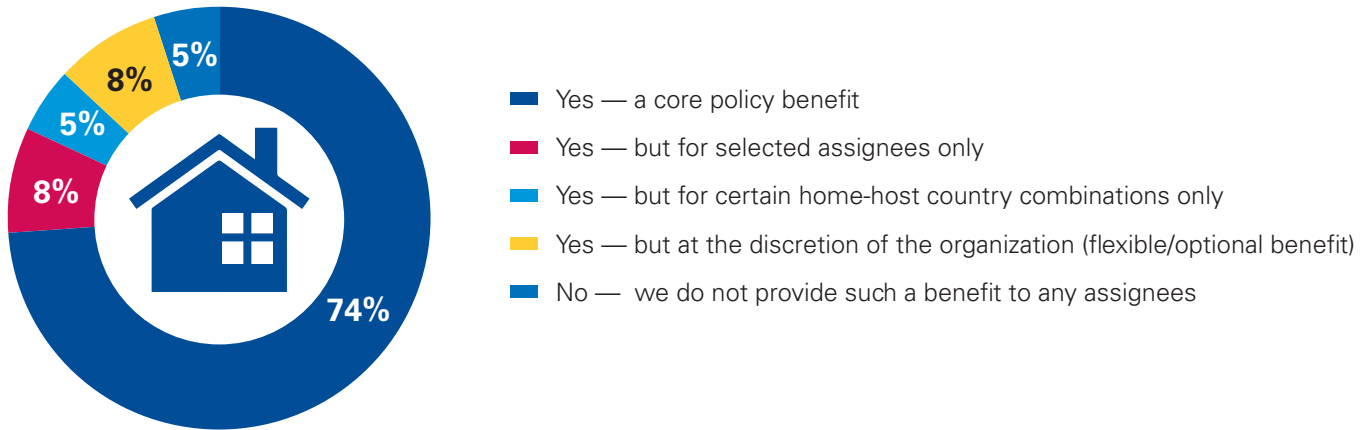 5%
8%
5%
8%
74%
Yes — a core policy benefit
Yes — but for selected assignees only
Yes — but for certain home-host country combinations only
Yes — but at the discretion of the organization (flexible/optional benefit)
No — we do not provide such a benefit to any assignees